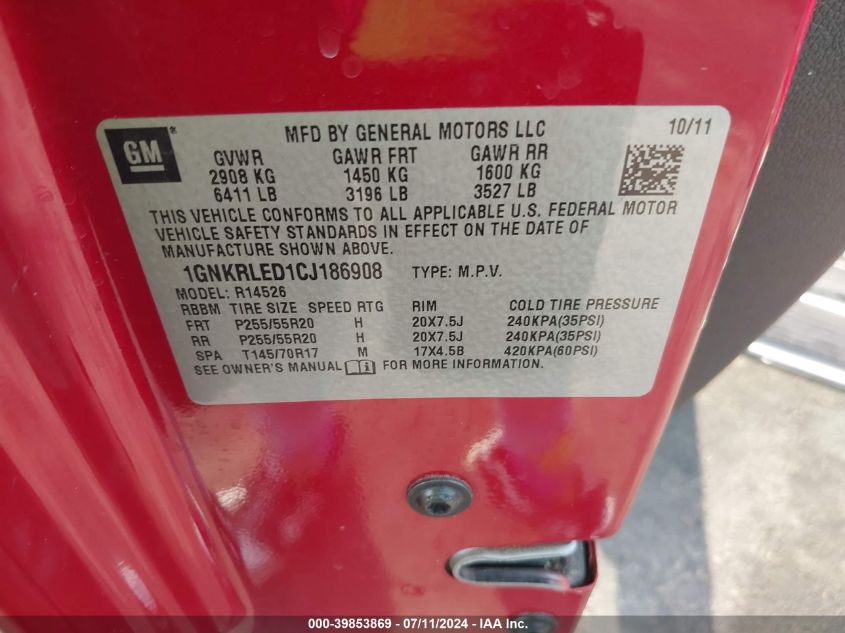 GM
MFD BY GENERAL MOTORS LLC 10/11
GVWR GAWR FRT GAWR RR
2908 KG 1450 KG 1600 KG
6411 LB 3196 LB 3527 LB
THIS VEHICLE CONFORMS TO ALL APPLICABLE U.S. FEDERAL MOTOR
VEHICLE SAFETY STANDARDS IN EFFECT ON THE DATE OF
MANUFACTURE SHOWN ABOVE.
1GNKRLED1CJ186908 TYPE: M.P.V.
MODEL: R14526
RBBM TIRE SIZE SPEED RTG RIM COLD TIRE PRESSURE
FRT P255/55R20 H 20X7.5J 240KPA(35PSI)
RR P255/55R20 H 20X7.5J 240KPA(35PSI)
SPA T145/70R17 M 17X4.5B 420KPA(60PSI)
SEE OWNER'S MANUAL i FOR MORE INFORMATION.
000-39853869 - 07/11/2024 - IAA Inc.